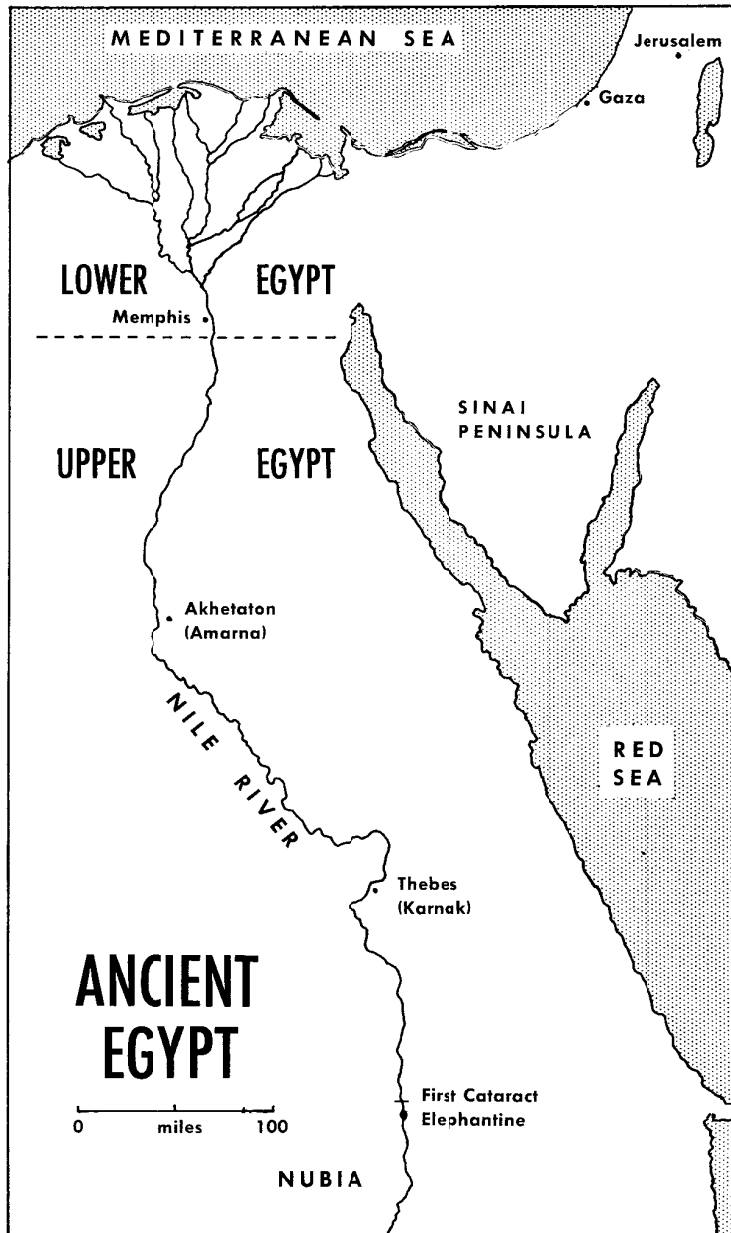 MEDITERRANEAN SEA
Jerusalem
Gaza
LOWER EGYPT
Memphis
SINAI
PENINSULA
UPPER EGYPT
Akhetaton
(Amarna)
NILE RIVER
RED
SEA
Thebes
(Karnak)
ANCIENT
EGYPT
First Cataract
Elephantine
0 miles 100
NUBIA